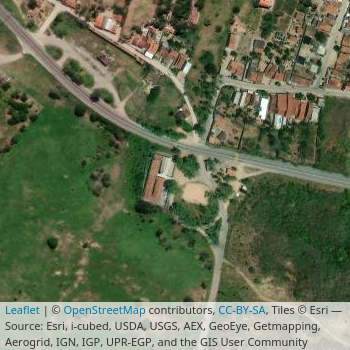 Leaflet | © OpenStreetMap contributors, CC-BY-SA, Tiles © Esri —
Source: Esri, i-cubed, USDA, USGS, AEX, GeoEye, Getmapping,
Aerogrid, IGN, IGP, UPR-EGP, and the GIS User Community